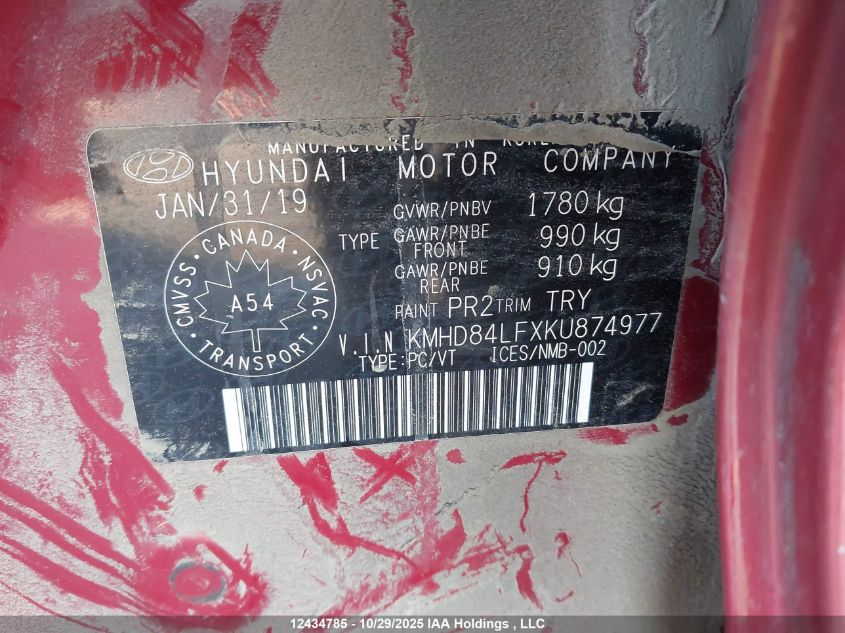 MANUFACTURED IN KOREA
HYUNDAI MOTOR COMPANY
JAN/31/19
GVWR/PNBV 1780 kg
TYPE GAWR/PNBE FRONT 990 kg
GAWR/PNBE REAR 910 kg
PAINT PR2 TRIM TRY
CMVSS · CANADA · NSVAC · TRANSPORT ·
A54
V.I.N KMHD84LFXKU874977
TYPE:PC/VT ICES/NMB-002
12434785 - 10/29/2025 IAA Holdings, LLC